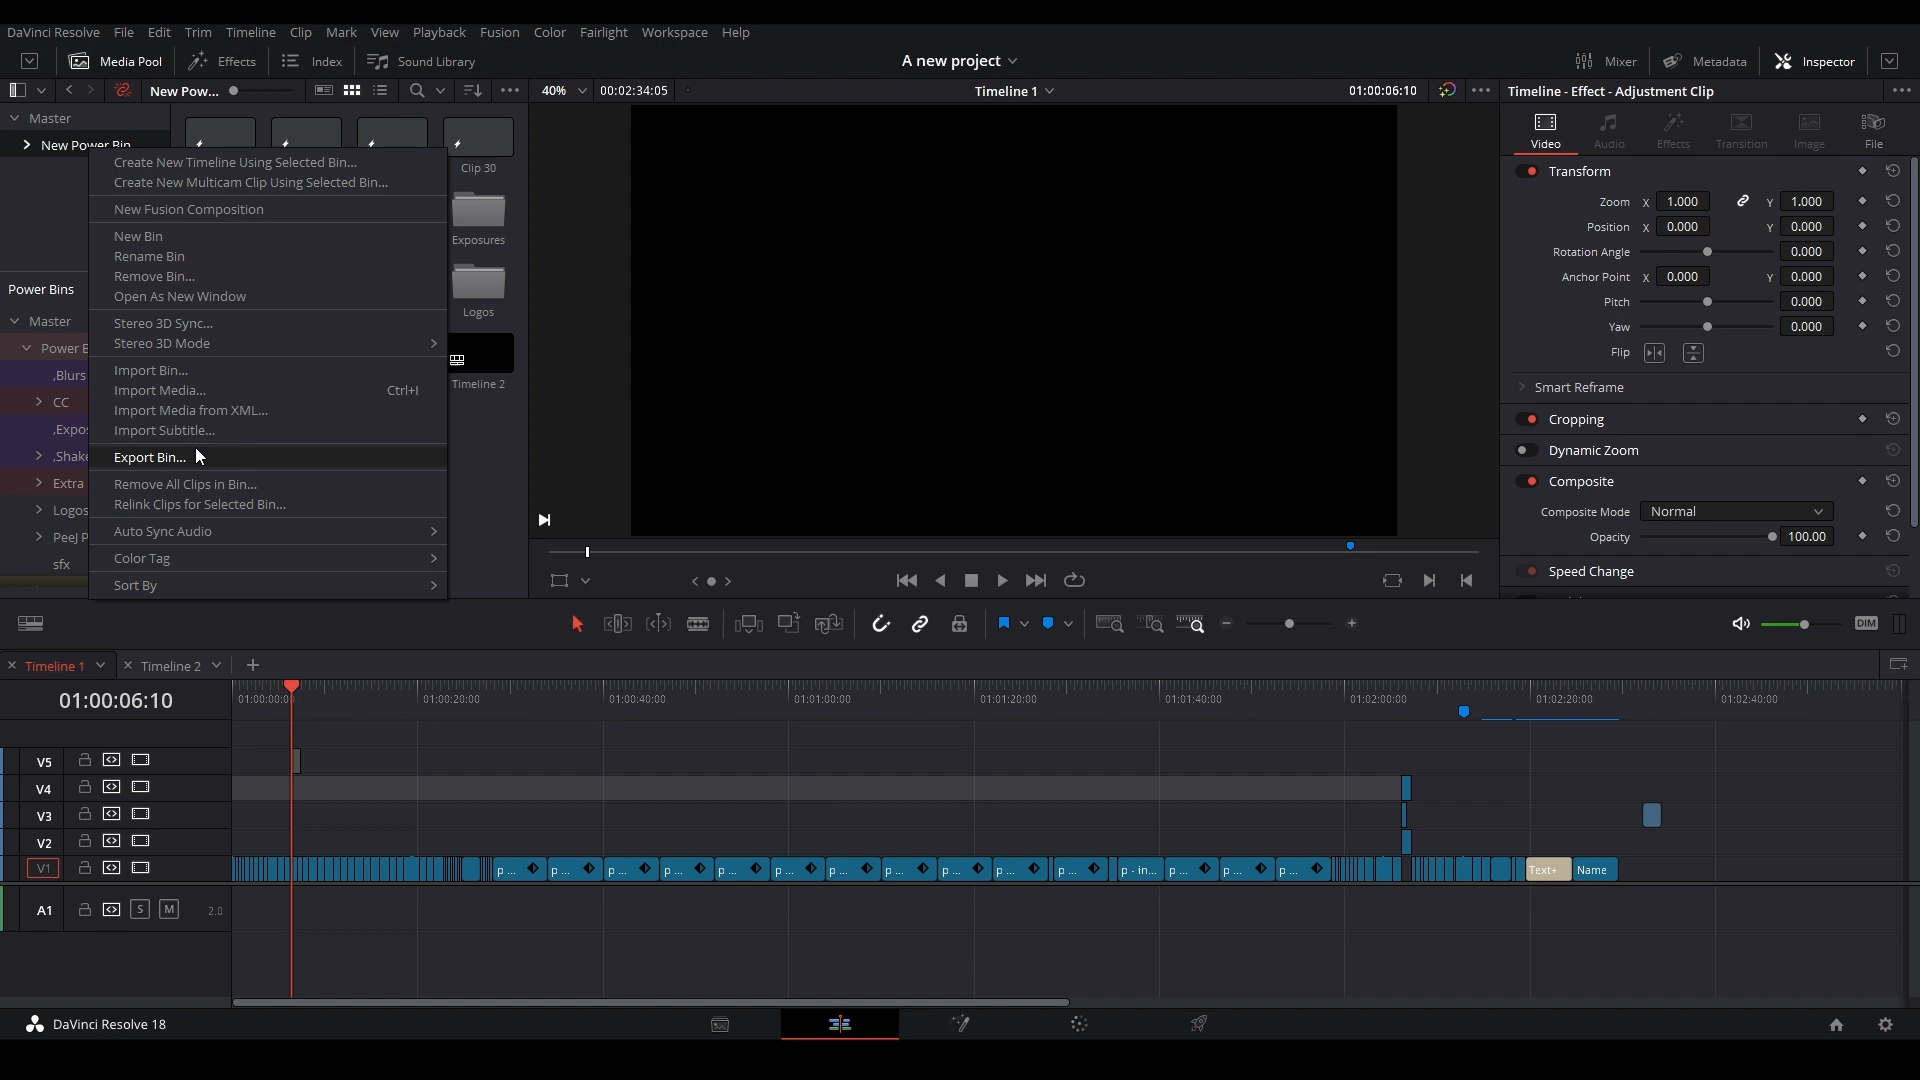 DaVinci Resolve File Edit Trim Timeline Clip Mark View Playback Fusion Color Fairlight Workspace Help
Media Pool Effects Index Sound Library A new project Mixer Metadata Inspector
New Pow... 40% 00:02:34:05 Timeline 1 01:00:06:10 Timeline - Effect - Adjustment Clip
Master
New Power Bin
Clip 30
Exposures
Logos
Timeline 2
Power Bins
Master
Power B
,Blurs
CC
,Expos
,Shake
Extra
Logos
PeeJ P
sfx
Create New Timeline Using Selected Bin...
Create New Multicam Clip Using Selected Bin...
New Fusion Composition
New Bin
Rename Bin
Remove Bin...
Open As New Window
Stereo 3D Sync...
Stereo 3D Mode
Import Bin...
Import Media... Ctrl+I
Import Media from XML...
Import Subtitle...
Export Bin...
Remove All Clips in Bin...
Relink Clips for Selected Bin...
Auto Sync Audio
Color Tag
Sort By
Video Audio Effects Transition Image File
Transform
Zoom X 1.000 Y 1.000
Position X 0.000 Y 0.000
Rotation Angle 0.000
Anchor Point X 0.000 Y 0.000
Pitch 0.000
Yaw 0.000
Flip
Smart Reframe
Cropping
Dynamic Zoom
Composite
Composite Mode Normal
Opacity 100.00
Speed Change
DIM
Timeline 1 Timeline 2
01:00:06:10 01:00:00:0 01:00:20:00 01:00:40:00 01:01:00:00 01:01:20:00 01:01:40:00 01:02:00:00 01:02:20:00 01:02:40:00
V5
V4
V3
V2
V1 p ... p ... p ... p ... p ... p ... p ... p ... p ... p ... p ... p - in... p ... p ... p ... Text+ Name
A1 S M 2.0
DaVinci Resolve 18